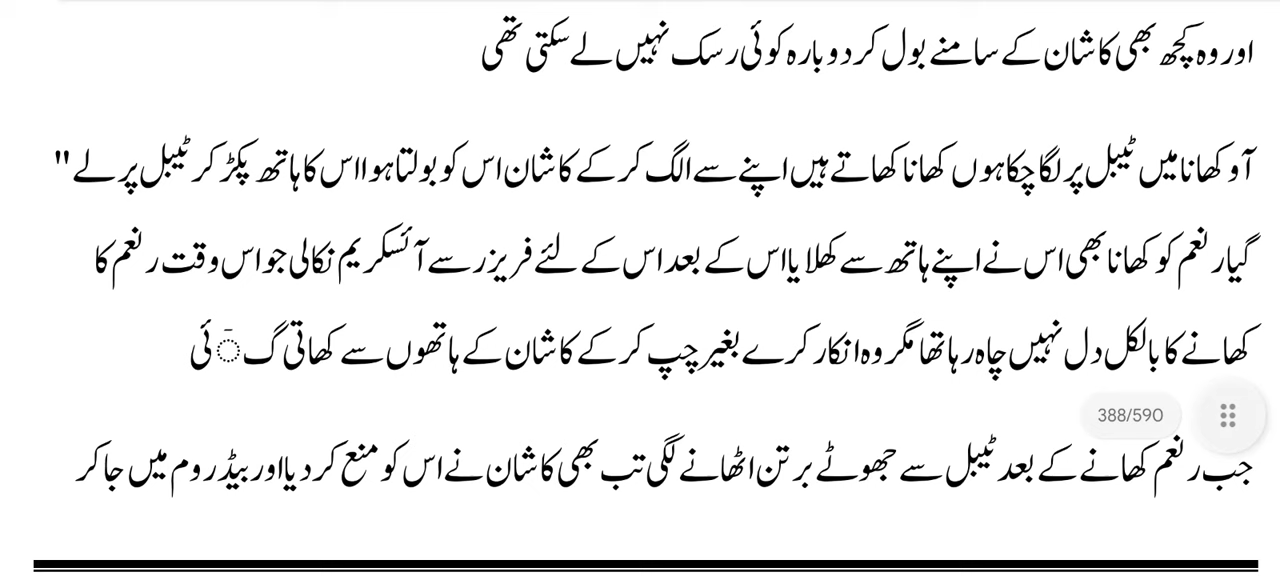 اور وہ کچھ بھی کاشان کے سامنے بول کر دوبارہ کوئی رسک نہیں لے سکتی تھی
آو کھانا میں ٹیبل پر لگا چکا ہوں کھانا کھاتے ہیں اپنے سے الگ کر کے کاشان اس کو بولتا ہوا اس کا ہاتھ پکڑ کر ٹیبل پر لے "
گیا رنعم کو کھانا بھی اس نے اپنے ہاتھ سے کھلایا اس کے بعد اس کے لئے فریزر سے آئسکریم نکالی جو اس وقت رنعم کا
کھانے کا بالکل دل نہیں چاہ رہا تھا مگر وہ انکار کرے بغیر چپ کر کے کاشان کے ہاتھوں سے کھاتی گ ئی
388/590
جب رنعم کھانے کے بعد ٹیبل سے جھوٹے برتن اٹھانے لگی تب بھی کاشان نے اس کو منع کر دیا اور بیڈ روم میں جا کر